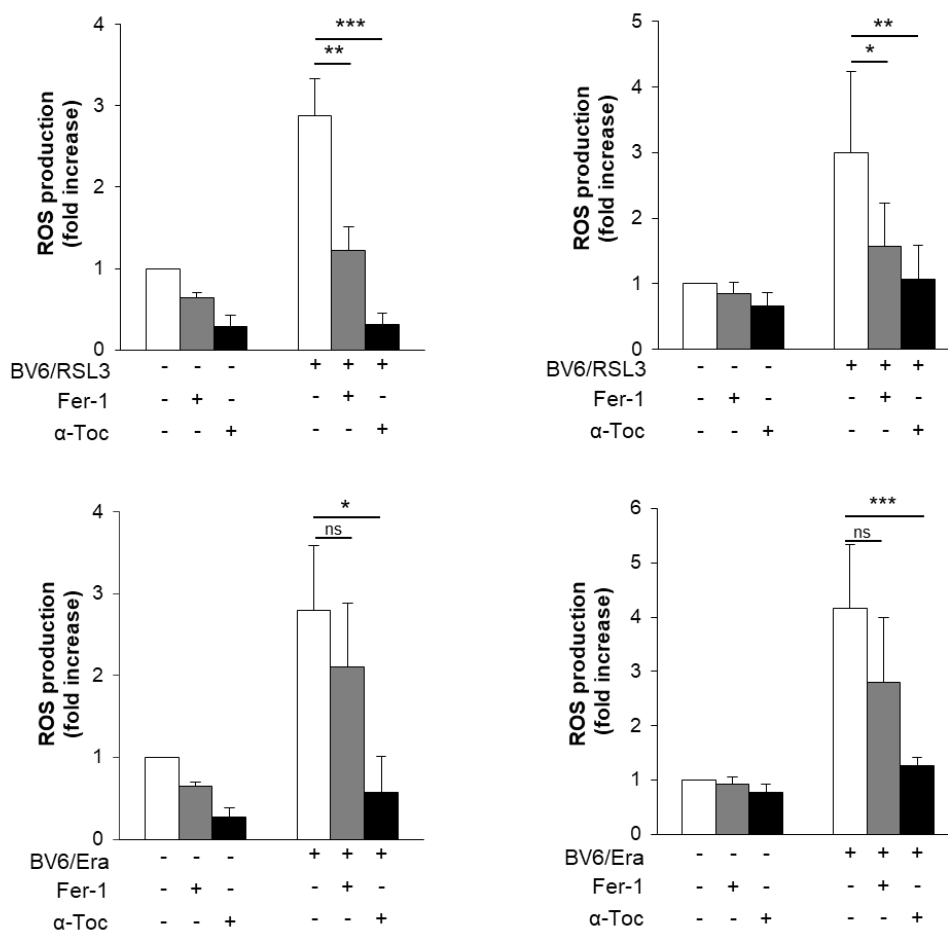 4
3
2
1
0
ROS production
(fold increase)
***
**
BV6/RSL3 - - - + + +
Fer-1 - + - - + -
α-Toc - - + - - +
5
4
3
2
1
0
ROS production
(fold increase)
**
*
BV6/RSL3 - - - + + +
Fer-1 - + - - + -
α-Toc - - + - - +
4
3
2
1
0
ROS production
(fold increase)
*
ns
BV6/Era - - - + + +
Fer-1 - + - - + -
α-Toc - - + - - +
6
5
4
3
2
1
0
ROS production
(fold increase)
***
ns
BV6/Era - - - + + +
Fer-1 - + - - + -
α-Toc - - + - - +